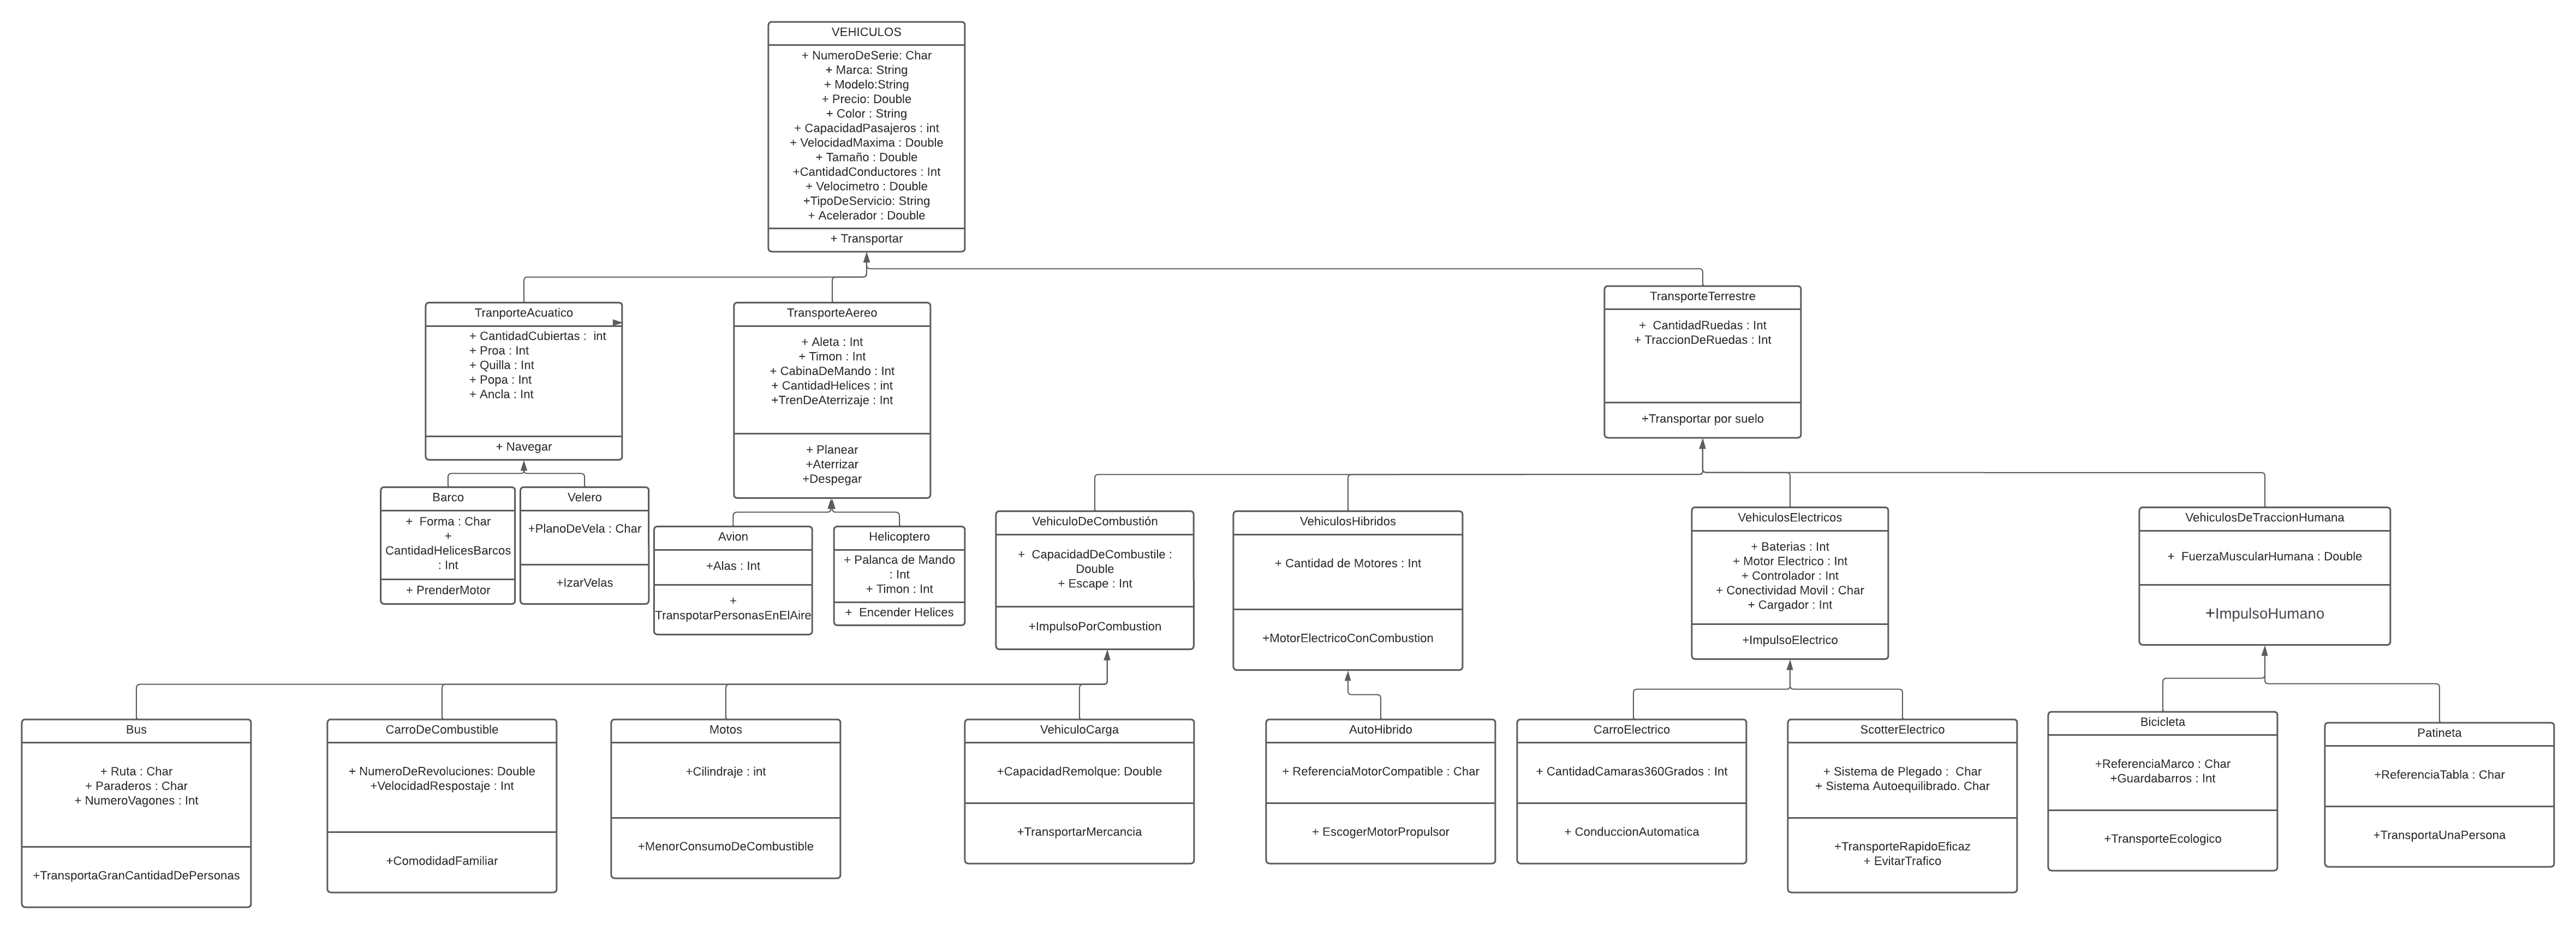 VEHICULOS
+ NumeroDeSerie: Char
+ Marca: String
+ Modelo:String
+ Precio: Double
+ Color : String
+ CapacidadPasajeros : int
+ VelocidadMaxima : Double
+ Tamaño : Double
+CantidadConductores : Int
+ Velocimetro : Double
+TipoDeServicio: String
+ Acelerador : Double
+ Transportar
TranporteAcuatico
+ CantidadCubiertas :  int
+ Proa : Int
+ Quilla : Int
+ Popa : Int
+ Ancla : Int
+ Navegar
TransporteAereo
+ Aleta : Int
+ Timon : Int
+ CabinaDeMando : Int
+ CantidadHelices : int
+TrenDeAterrizaje : Int
+ Planear
+Aterrizar
+Despegar
TransporteTerrestre
+  CantidadRuedas : Int
+ TraccionDeRuedas : Int
+Transportar por suelo
Barco
+  Forma : Char
+
CantidadHelicesBarcos
: Int
+ PrenderMotor
Velero
+PlanoDeVela : Char
+IzarVelas
Avion
+Alas : Int
+
TranspotarPersonasEnElAire
Helicoptero
+ Palanca de Mando
: Int
+ Timon : Int
+  Encender Helices
VehiculoDeCombustión
+  CapacidadDeCombustile :
Double
+ Escape : Int
+ImpulsoPorCombustion
VehiculosHibridos
+ Cantidad de Motores : Int
+MotorElectricoConCombustion
VehiculosElectricos
+ Baterias : Int
+ Motor Electrico : Int
+ Controlador : Int
+ Conectividad Movil : Char
+ Cargador : Int
+ImpulsoElectrico
VehiculosDeTraccionHumana
+  FuerzaMuscularHumana : Double
+ImpulsoHumano
Bus
+ Ruta : Char
+ Paraderos : Char
+ NumeroVagones : Int
+TransportaGranCantidadDePersonas
CarroDeCombustible
+ NumeroDeRevoluciones: Double
+VelocidadRespostaje : Int
+ComodidadFamiliar
Motos
+Cilindraje : int
+MenorConsumoDeCombustible
VehiculoCarga
+CapacidadRemolque: Double
+TransportarMercancia
AutoHibrido
+ ReferenciaMotorCompatible : Char
+ EscogerMotorPropulsor
CarroElectrico
+ CantidadCamaras360Grados : Int
+ ConduccionAutomatica
ScotterElectrico
+ Sistema de Plegado :  Char
+ Sistema Autoequilibrado. Char
+TransporteRapidoEficaz
+ EvitarTrafico
Bicicleta
+ReferenciaMarco : Char
+Guardabarros : Int
+TransporteEcologico
Patineta
+ReferenciaTabla : Char
+TransportaUnaPersona